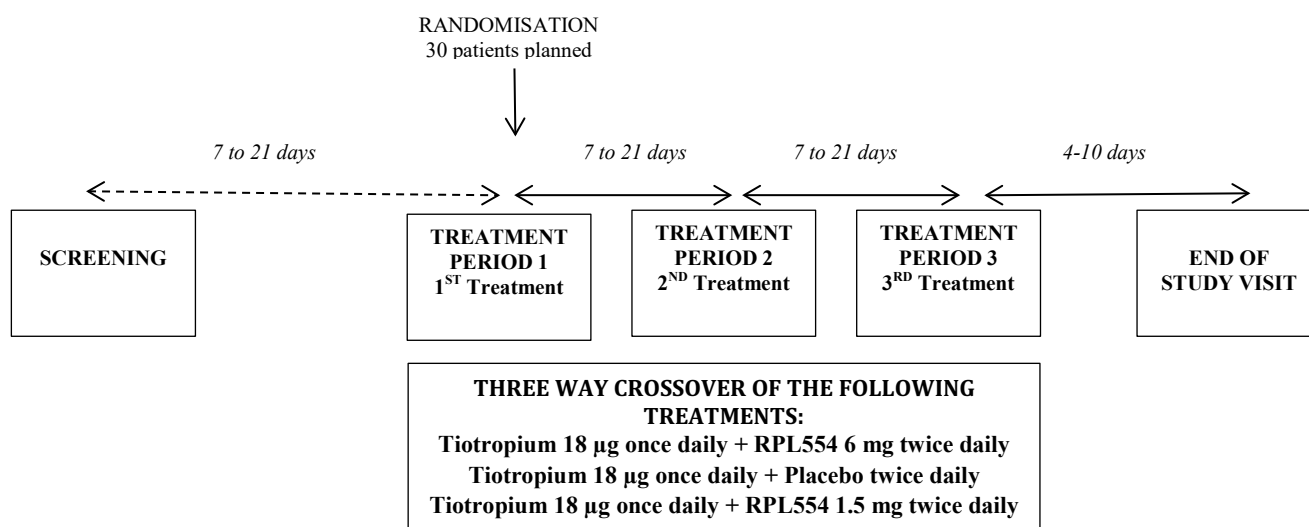 RANDOMISATION
30 patients planned
7 to 21 days
7 to 21 days
7 to 21 days
4-10 days
SCREENING
TREATMENT
PERIOD 1
1ST Treatment
TREATMENT
PERIOD 2
2ND Treatment
TREATMENT
PERIOD 3
3RD Treatment
END OF
STUDY VISIT
THREE WAY CROSSOVER OF THE FOLLOWING
TREATMENTS:
Tiotropium 18 µg once daily + RPL554 6 mg twice daily
Tiotropium 18 µg once daily + Placebo twice daily
Tiotropium 18 µg once daily + RPL554 1.5 mg twice daily